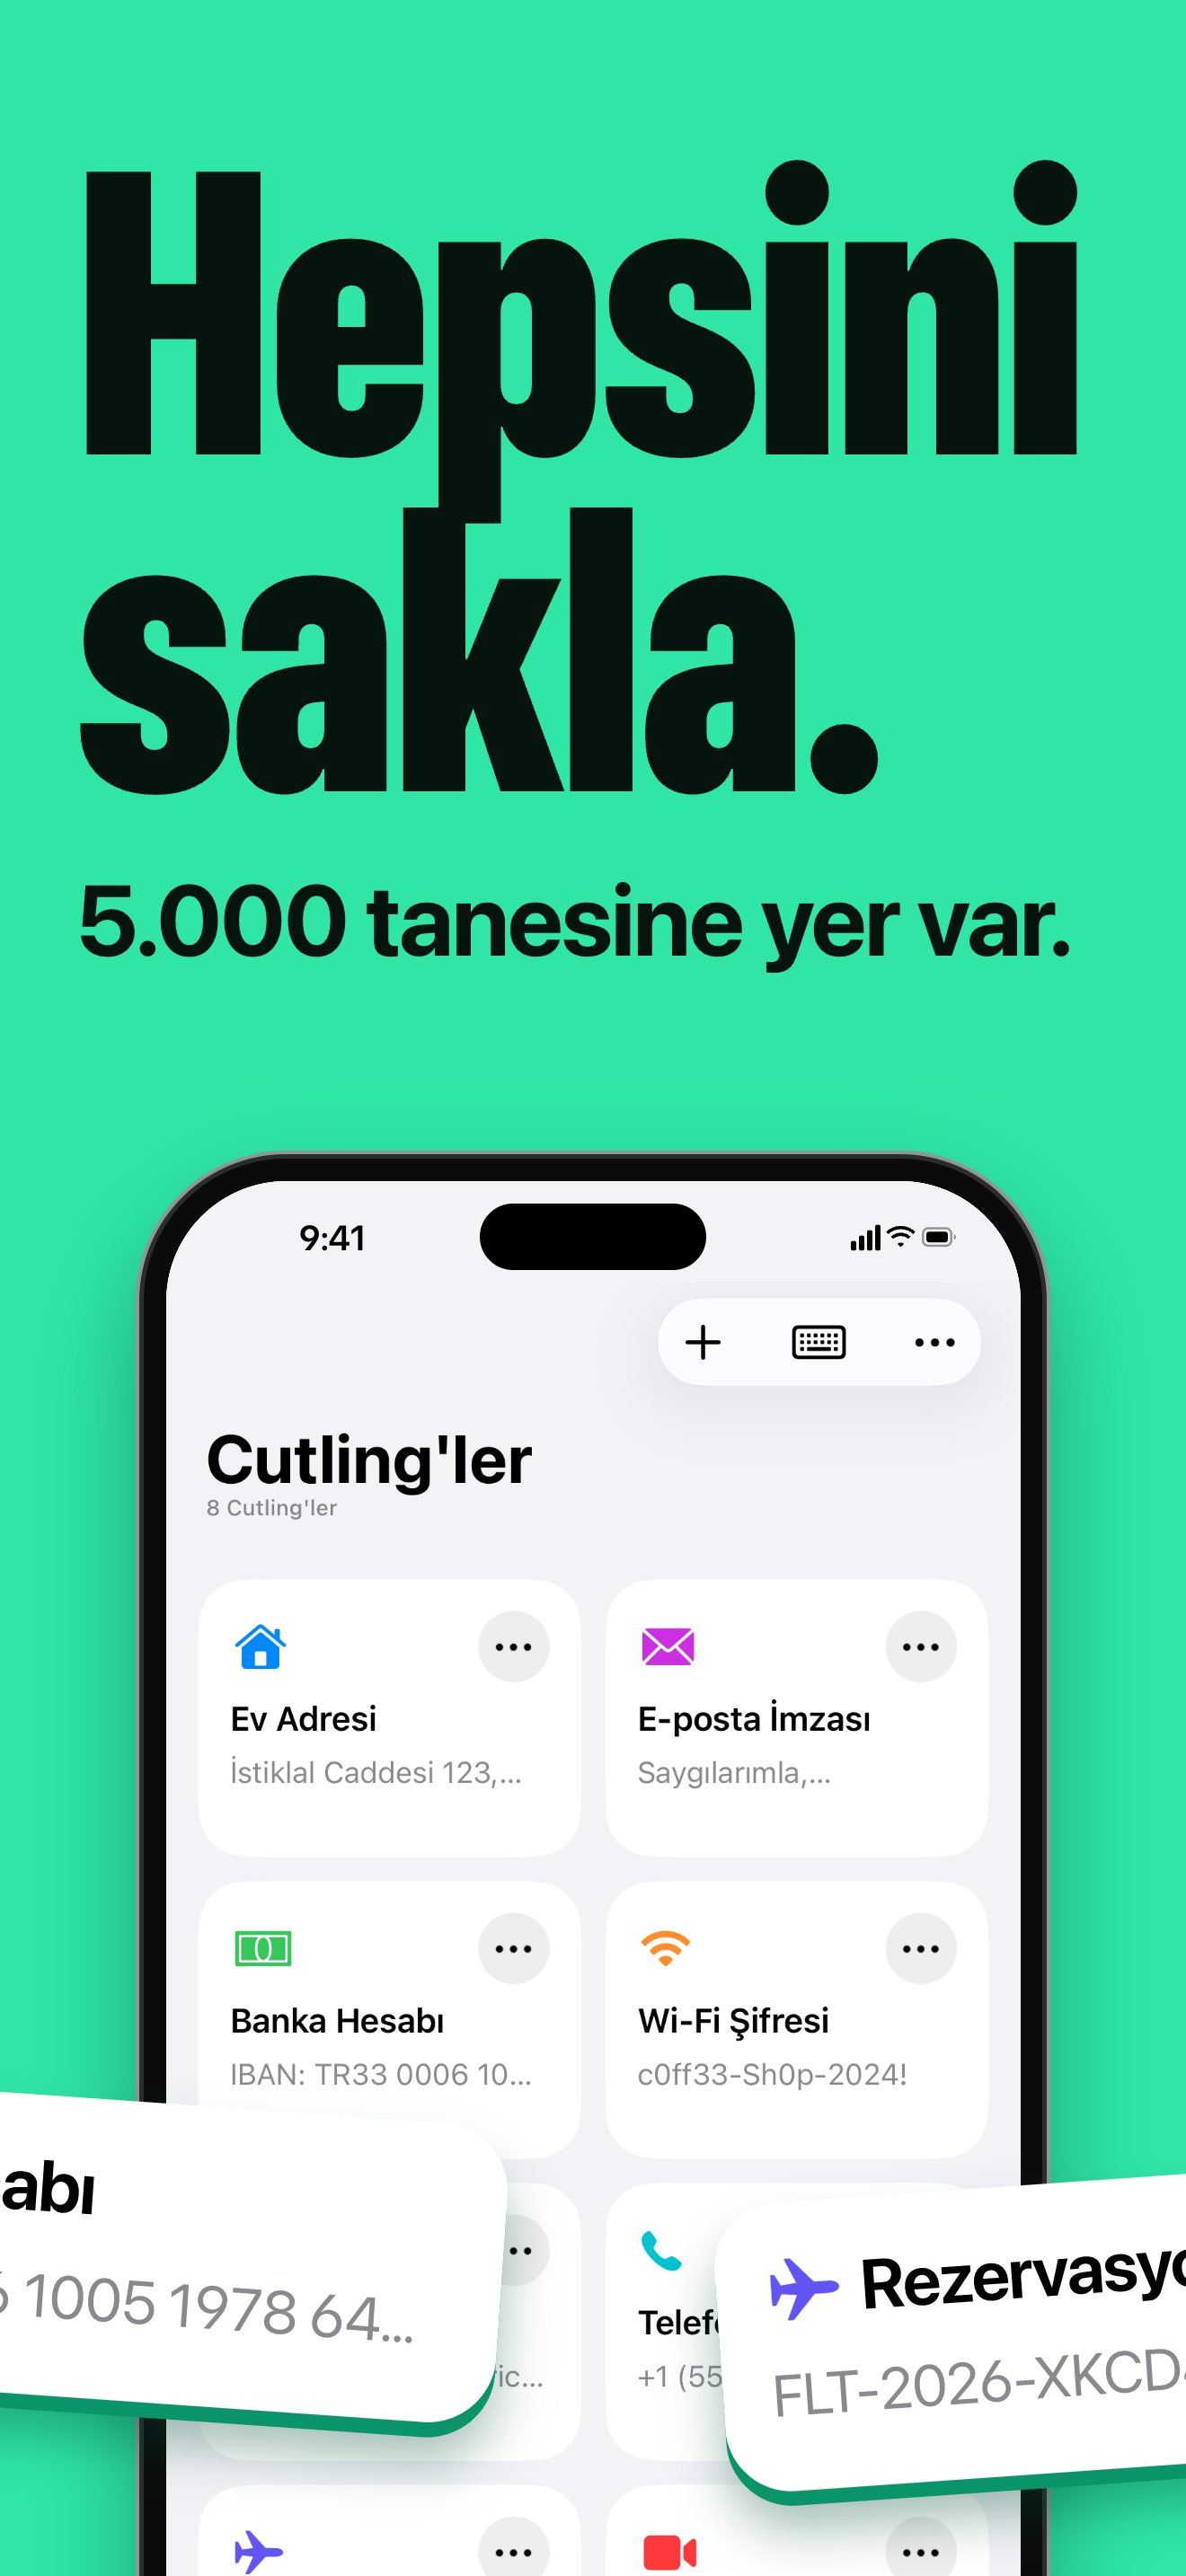 Hepsini
sakla.
5.000 tanesine yer var.
9:41
Cutling'ler
8 Cutling'ler
Ev Adresi
İstiklal Caddesi 123,...
E-posta İmzası
Saygılarımla,...
Banka Hesabı
IBAN: TR33 0006 10...
Wi-Fi Şifresi
c0ff33-Sh0p-2024!
1005 1978 64...
+1 (55
FLT-2026-XKCD